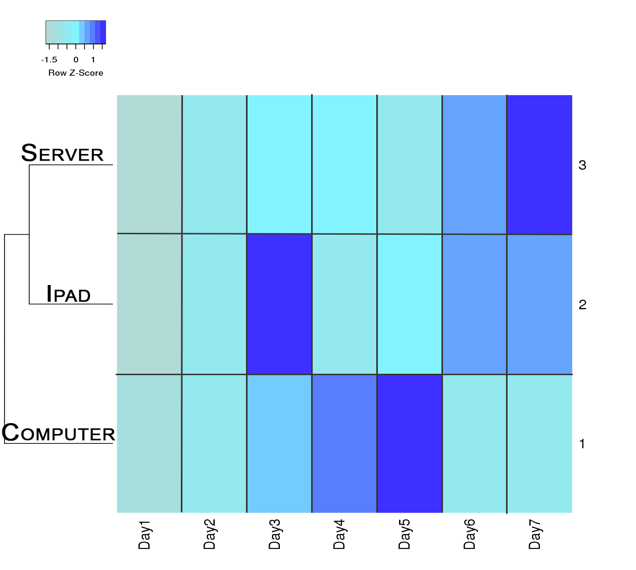 -1.5 0 1
Row Z-Score
SERVER
3
IPAD
2
COMPUTER
1
Day1 Day2 Day3 Day4 Day5 Day6 Day7